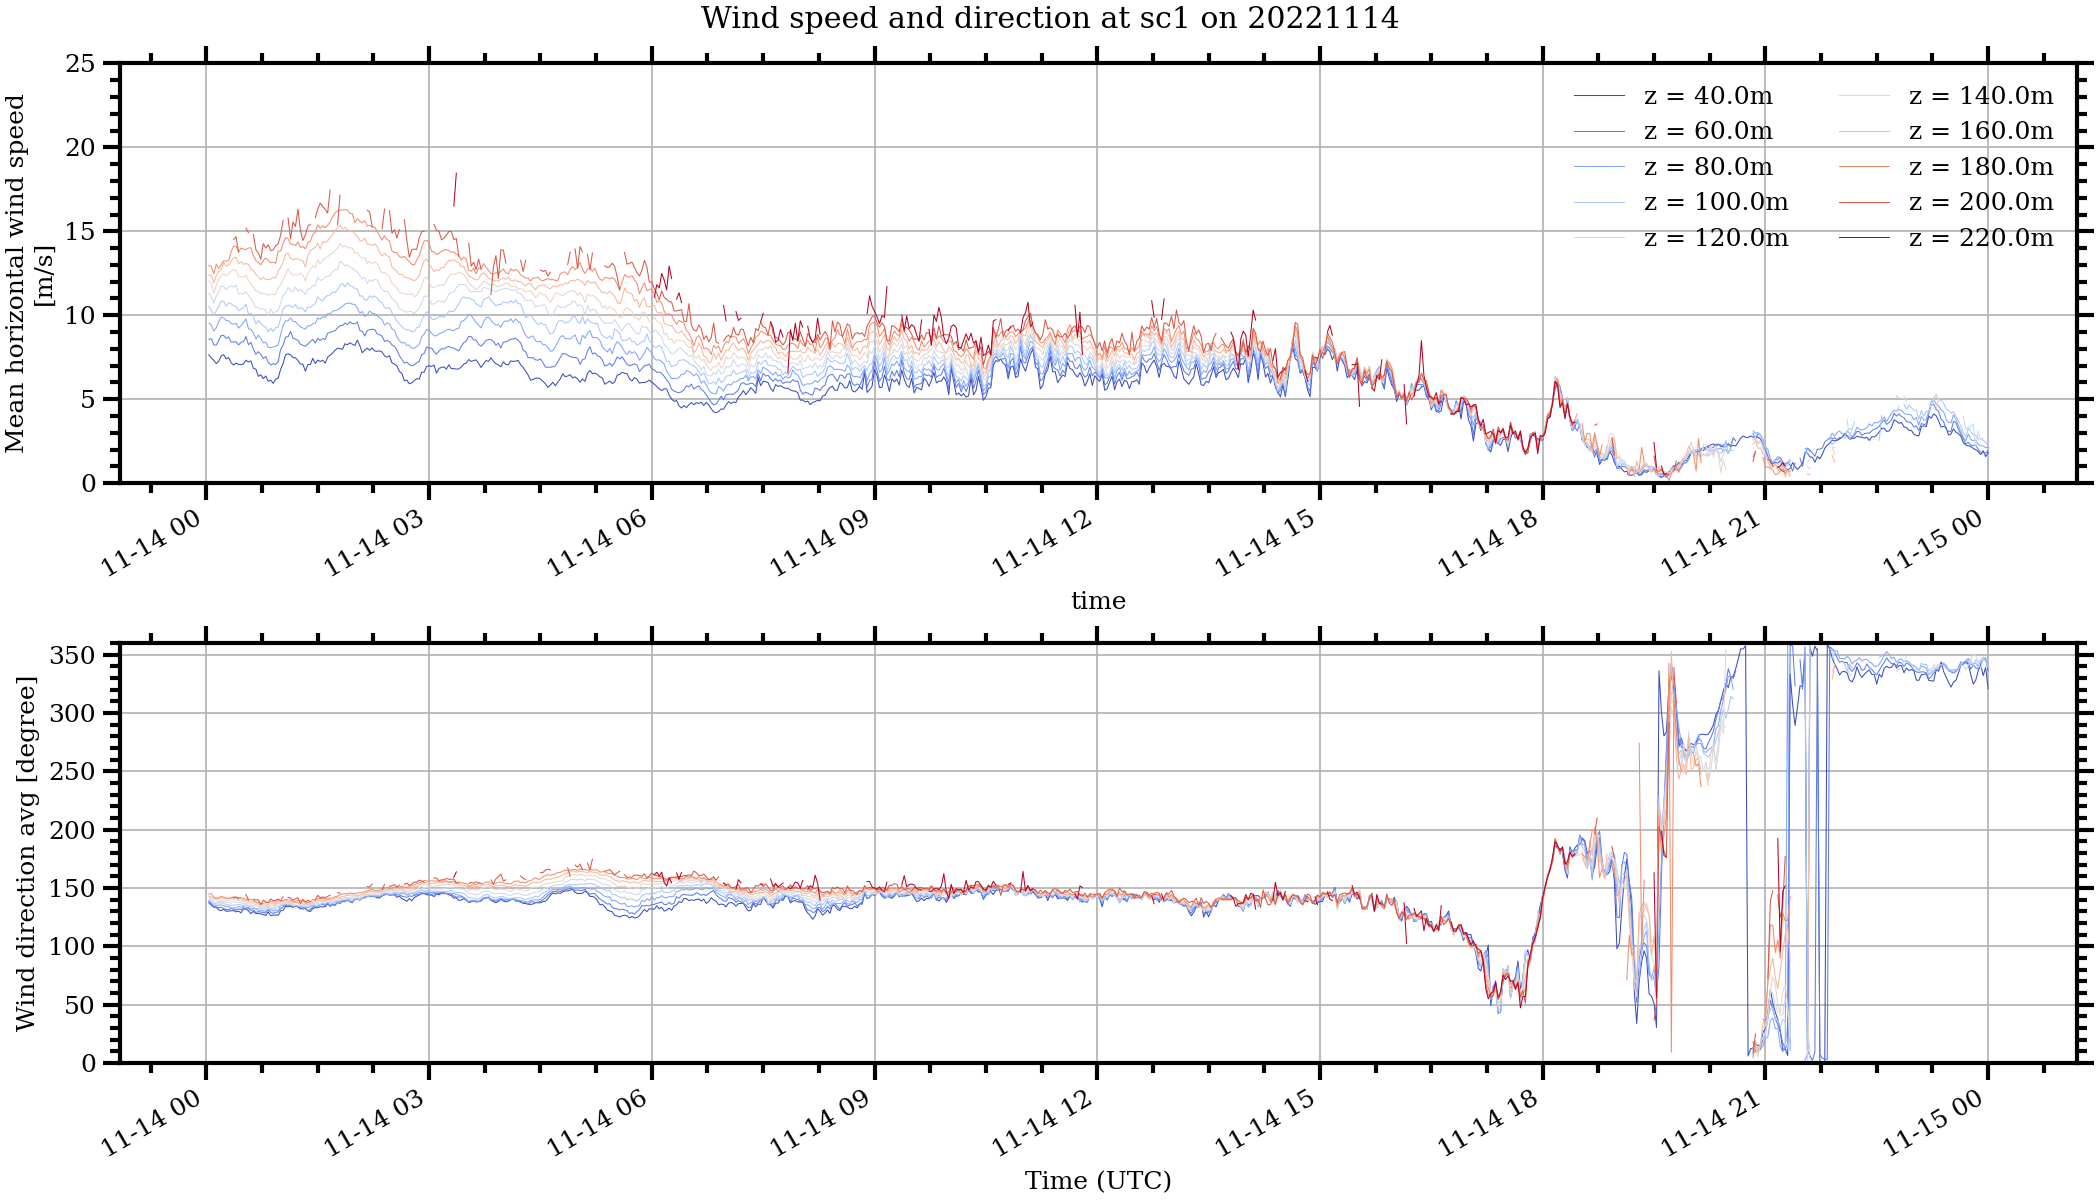 Wind speed and direction at sc1 on 20221114
Mean horizontal wind speed
[m/s]
25
20
15
10
5
0
z = 40.0m
z = 60.0m
z = 80.0m
z = 100.0m
z = 120.0m
z = 140.0m
z = 160.0m
z = 180.0m
z = 200.0m
z = 220.0m
11-14 00
11-14 03
11-14 06
11-14 09
11-14 12
11-14 15
11-14 18
11-14 21
11-15 00
time
Wind direction avg [degree]
350
300
250
200
150
100
50
0
11-14 00
11-14 03
11-14 06
11-14 09
11-14 12
11-14 15
11-14 18
11-14 21
11-15 00
Time (UTC)